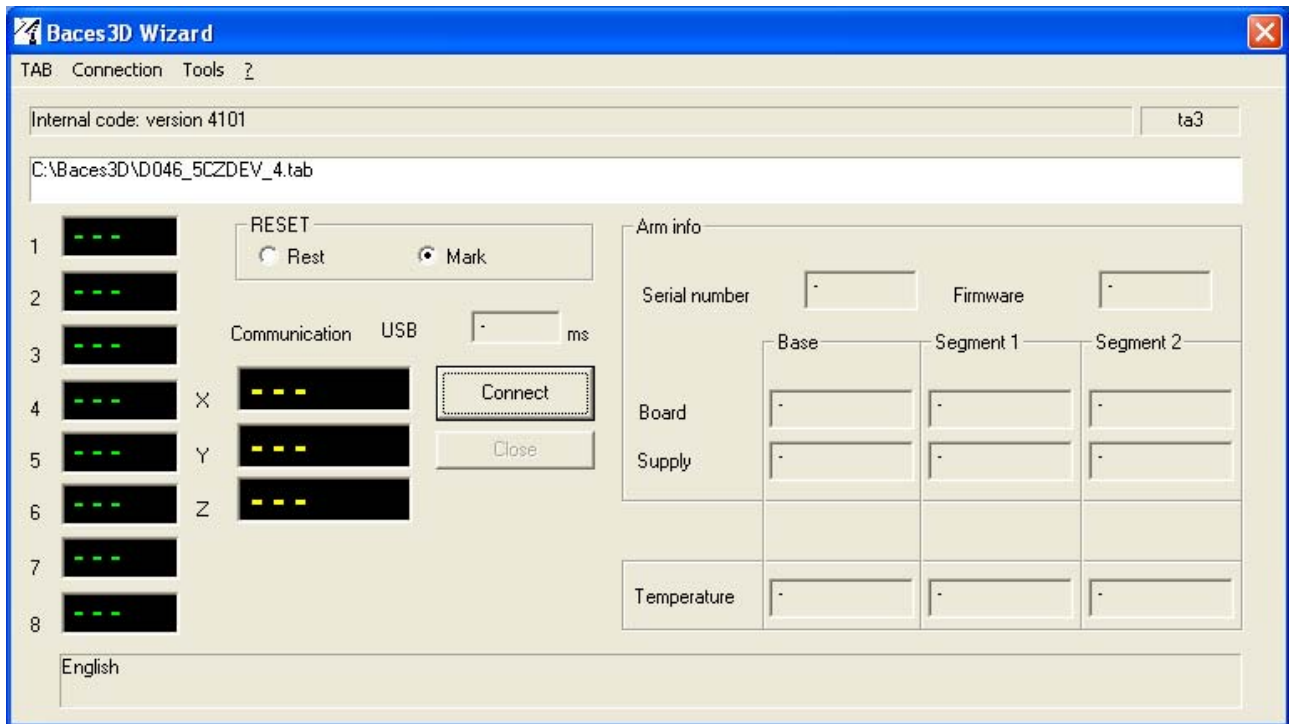 Baces3D Wizard
TAB Connection Tools ?
Internal code: version 4101 ta3
C:\Baces3D\D046_5CZDEV_4.tab
1 ---
2 ---
3 ---
4 ---
5 ---
6 ---
7 ---
8 ---
RESET
Rest Mark
Communication USB - ms
X ---
Y ---
Z ---
Connect
Close
Arm info
Serial number - Firmware -
Base Segment 1 Segment 2
Board - - -
Supply - - -
Temperature - - -
English